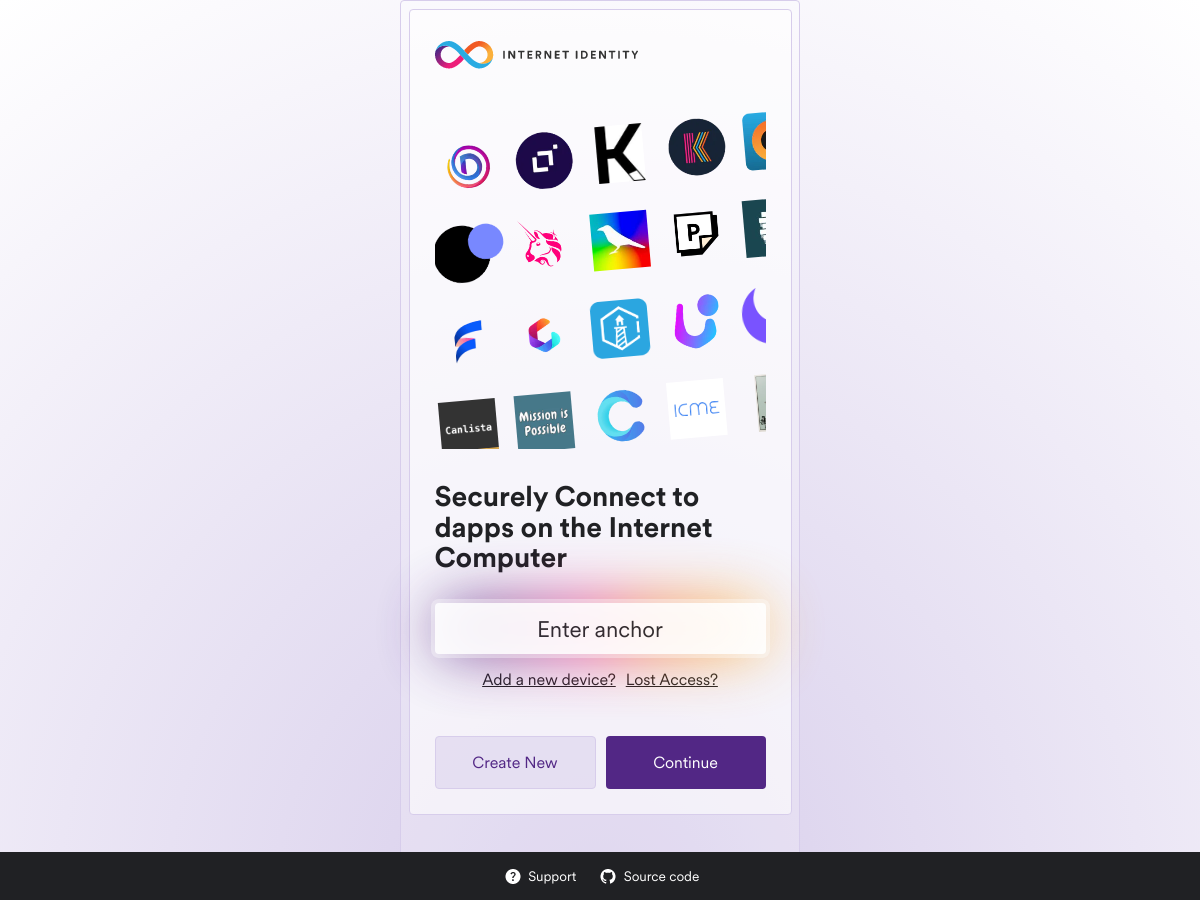 INTERNET IDENTITY
K
P
Canlista
Mission is
Possible
ICME
Securely Connect to
dapps on the Internet
Computer
Enter anchor
Add a new device? Lost Access?
Create New Continue
Support Source code